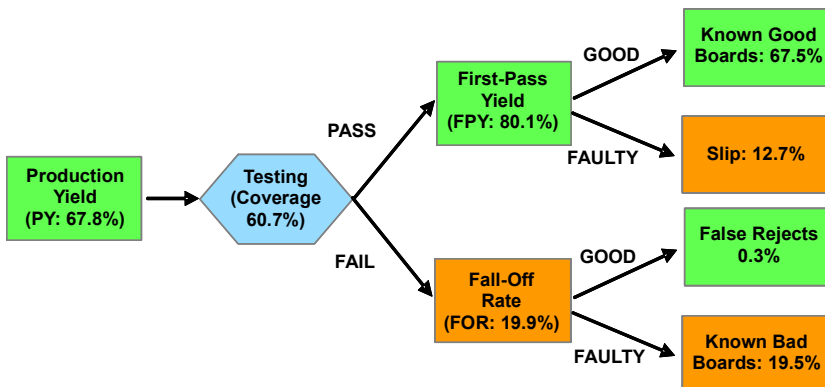 Production
Yield
(PY: 67.8%)
Testing
(Coverage
60.7%)
PASS
FAIL
First-Pass
Yield
(FPY: 80.1%)
Fall-Off
Rate
(FOR: 19.9%)
GOOD
FAULTY
GOOD
FAULTY
Known Good
Boards: 67.5%
Slip: 12.7%
False Rejects
0.3%
Known Bad
Boards: 19.5%